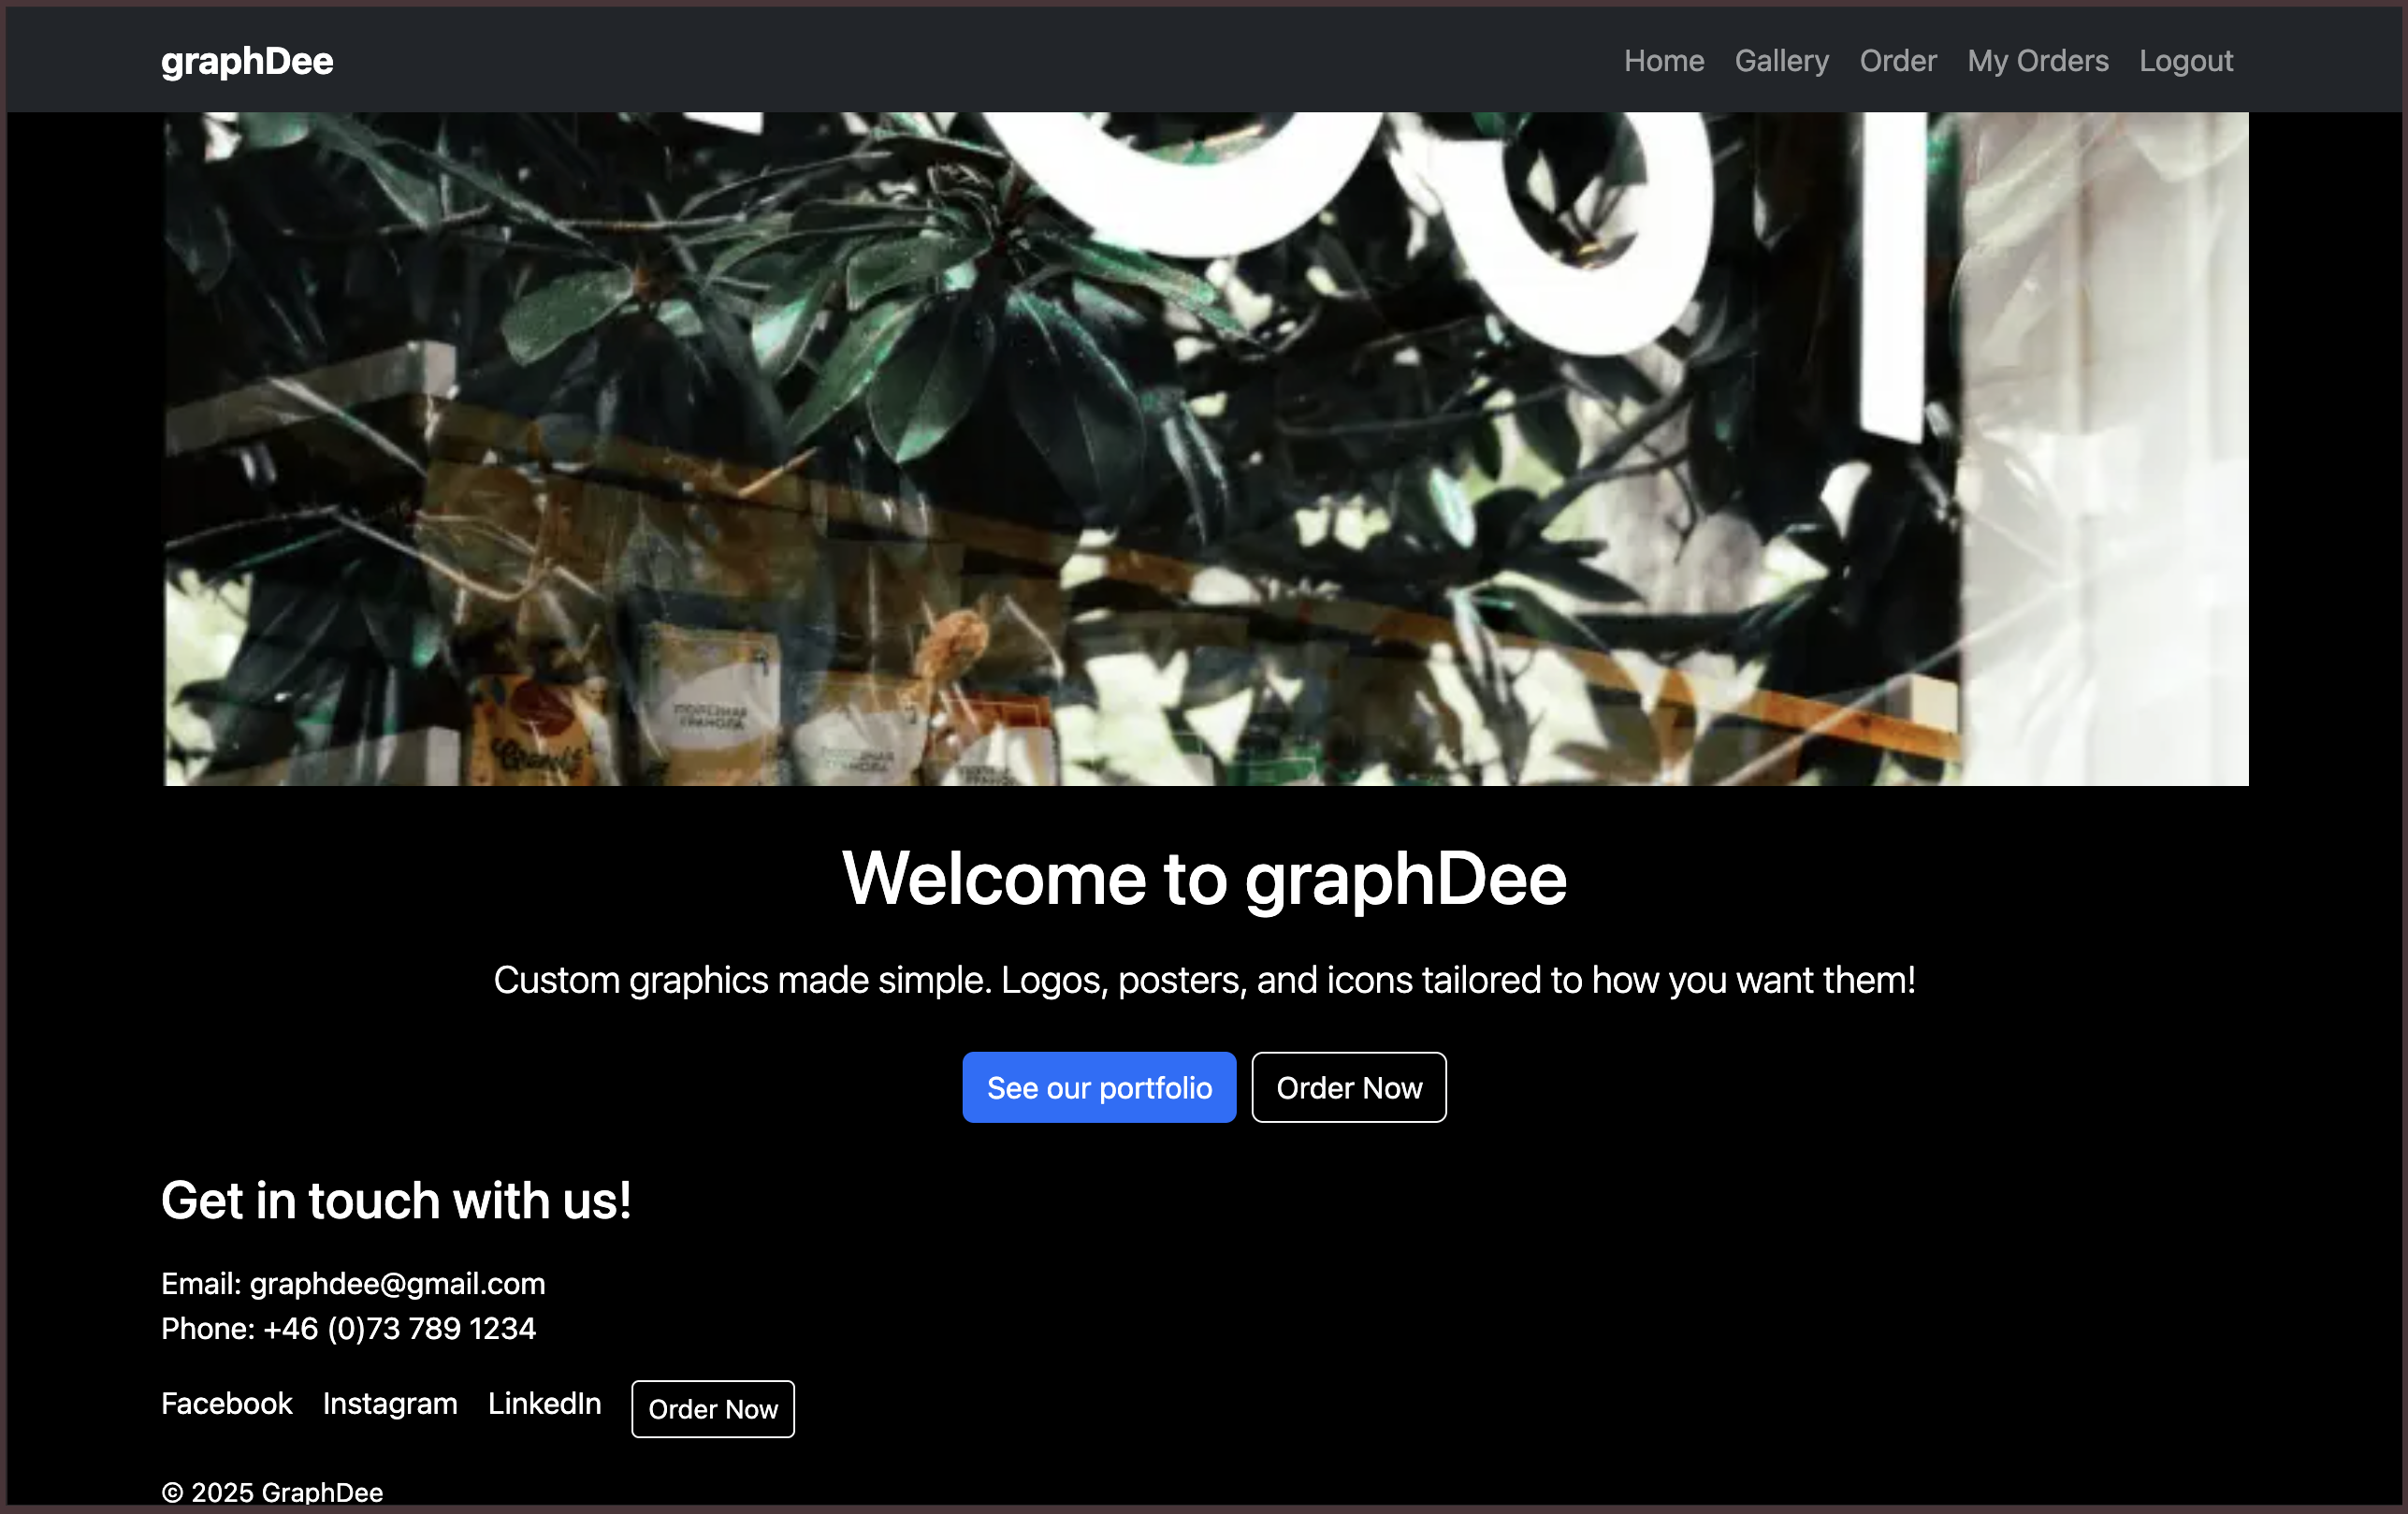 graphDee
Home Gallery Order My Orders Logout
Welcome to graphDee
Custom graphics made simple. Logos, posters, and icons tailored to how you want them!
See our portfolio Order Now
Get in touch with us!
Email: graphdee@gmail.com
Phone: +46 (0)73 789 1234
Facebook Instagram LinkedIn Order Now
© 2025 GraphDee